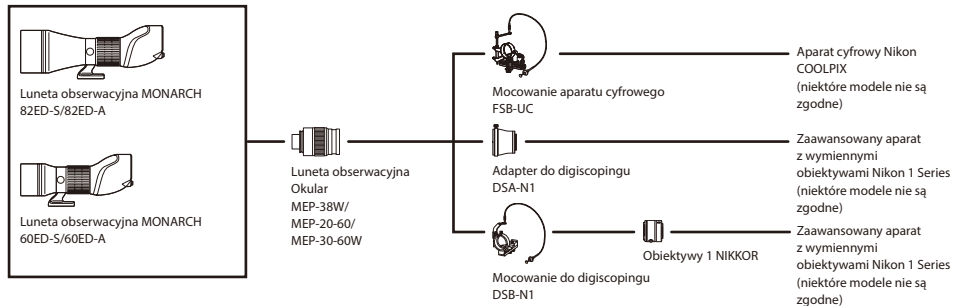 Luneta obserwacyjna MONARCH
82ED-S/82ED-A
Luneta obserwacyjna MONARCH
60ED-S/60ED-A
Luneta obserwacyjna
Okular
MEP-38W/
MEP-20-60/
MEP-30-60W
Mocowanie aparatu cyfrowego
FSB-UC
Adapter do digiscopingu
DSA-N1
Mocowanie do digiscopingu
DSB-N1
Obiektywy 1 NIKKOR
Aparat cyfrowy Nikon
COOLPIX
(niektóre modele nie są
zgodne)
Zaawansowany aparat
z wymiennymi
obiektywami Nikon 1 Series
(niektóre modele nie są
zgodne)
Zaawansowany aparat
z wymiennymi
obiektywami Nikon 1 Series
(niektóre modele nie są
zgodne)